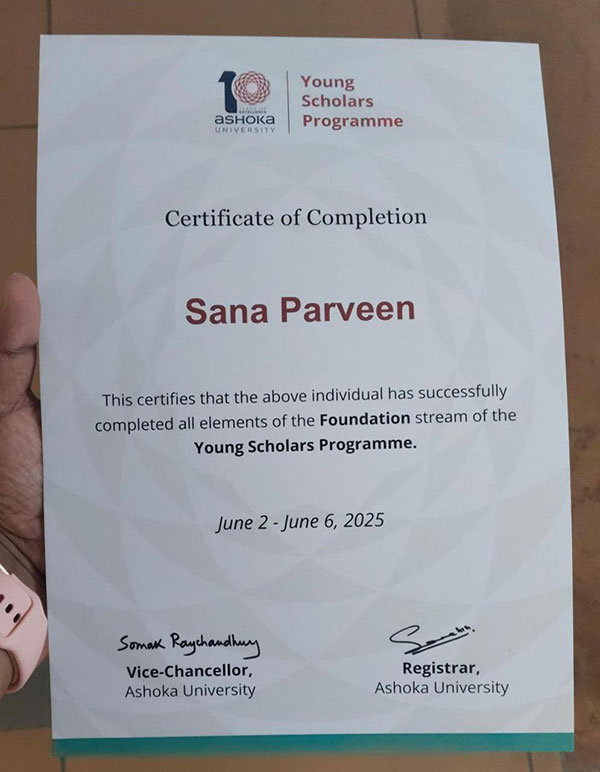 10
ASHOKA
UNIVERSITY
Young
Scholars
Programme
Certificate of Completion
Sana Parveen
This certifies that the above individual has successfully
completed all elements of the Foundation stream of the
Young Scholars Programme.
June 2 - June 6, 2025
Somak Raychaudhury
Vice-Chancellor,
Ashoka University
Registrar,
Ashoka University